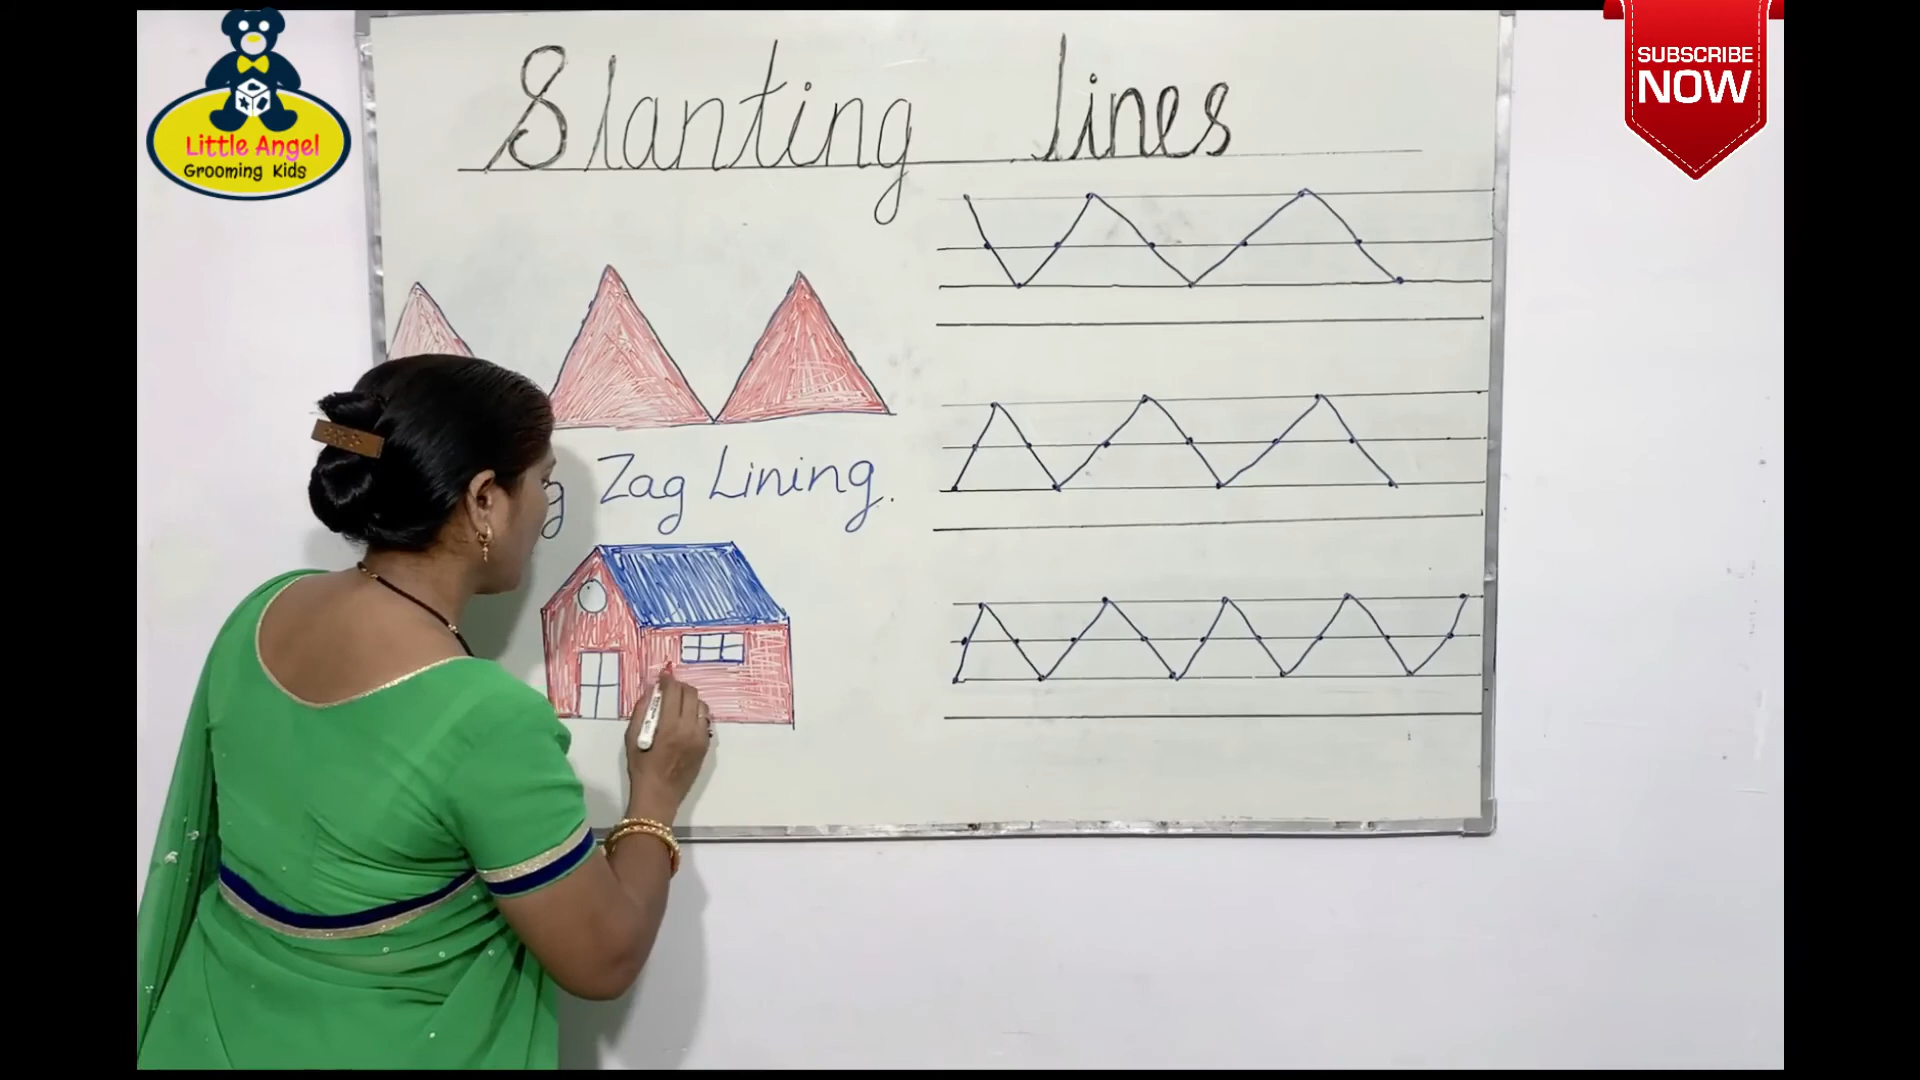 Little Angel
Grooming Kids
SUBSCRIBE
NOW
Slanting lines
Zag Lining.